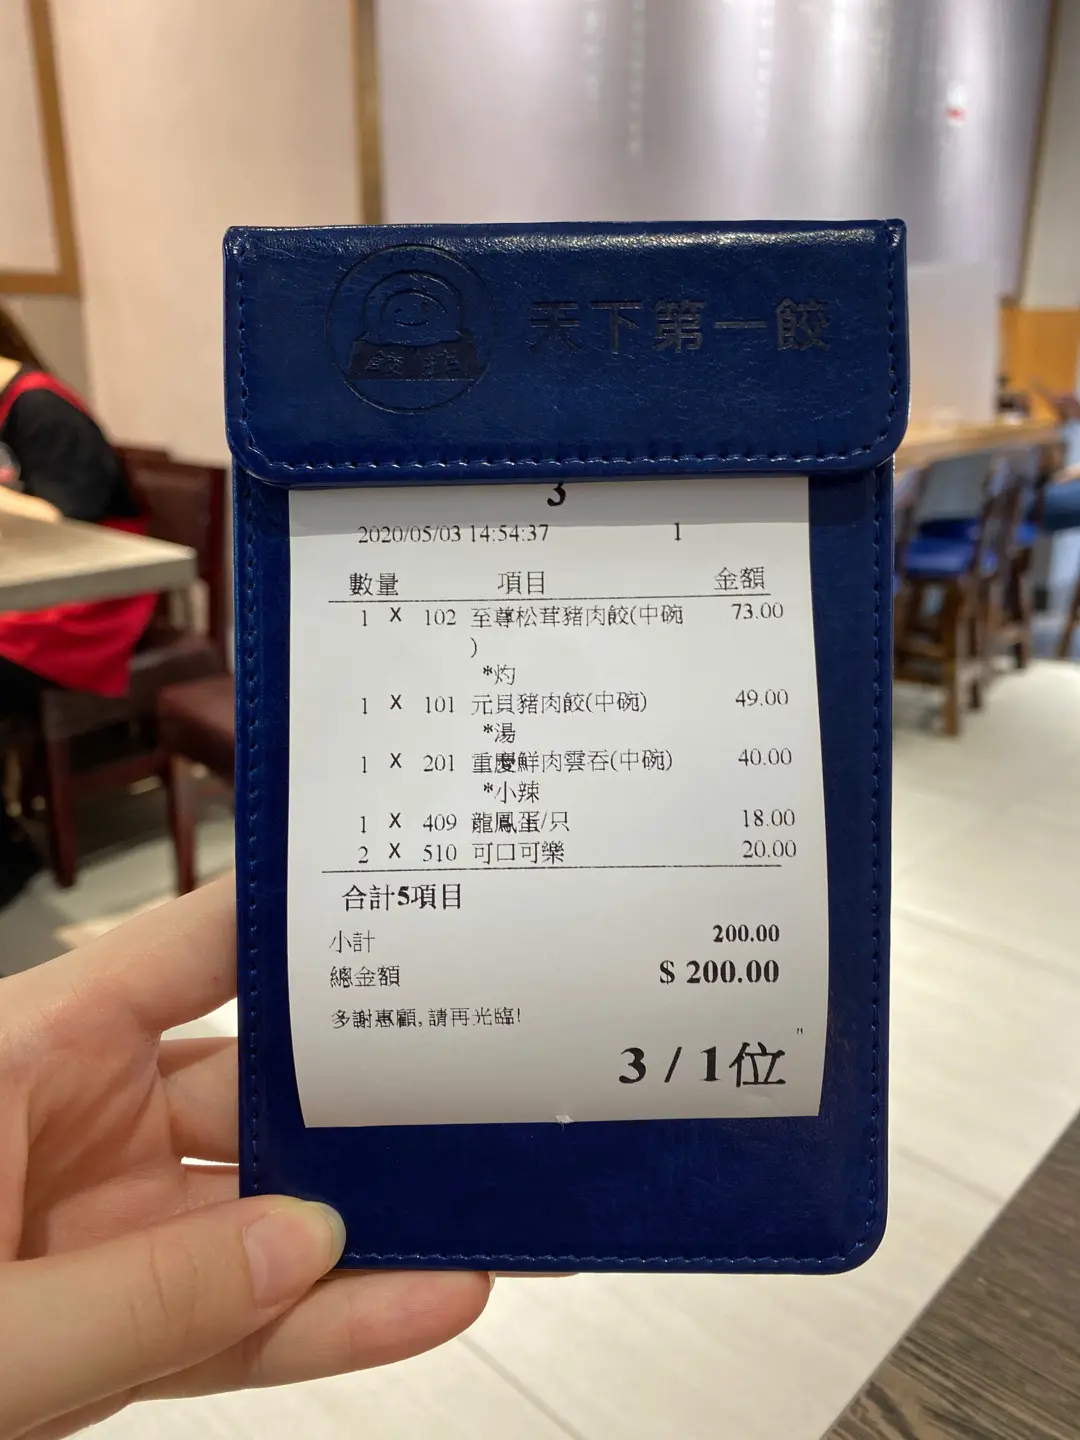 天下第一餃
3
2020/05/03 14:54:37 1
數量 項目 金額
1 X 102 至尊松茸豬肉餃(中碗 73.00
)
*灼
1 X 101 元貝豬肉餃(中碗) 49.00
*湯
1 X 201 重慶鮮肉雲吞(中碗) 40.00
*小辣
1 X 409 龍鳳蛋/只 18.00
2 X 510 可口可樂 20.00
合計5項目
小計 200.00
總金額 $ 200.00
多謝惠顧, 請再光臨!
"
3 / 1位